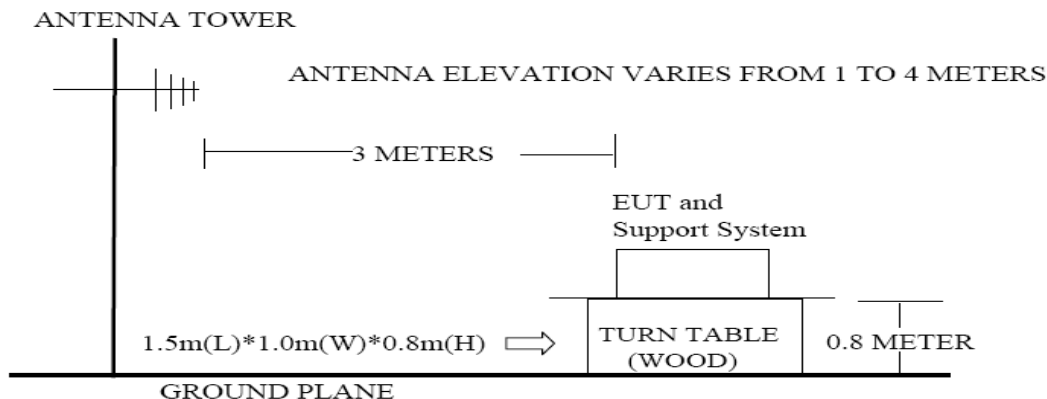 ANTENNA TOWER
ANTENNA ELEVATION VARIES FROM 1 TO 4 METERS
3 METERS
EUT and
Support System
1.5m(L)*1.0m(W)*0.8m(H)
TURN TABLE
(WOOD)
0.8 METER
GROUND PLANE